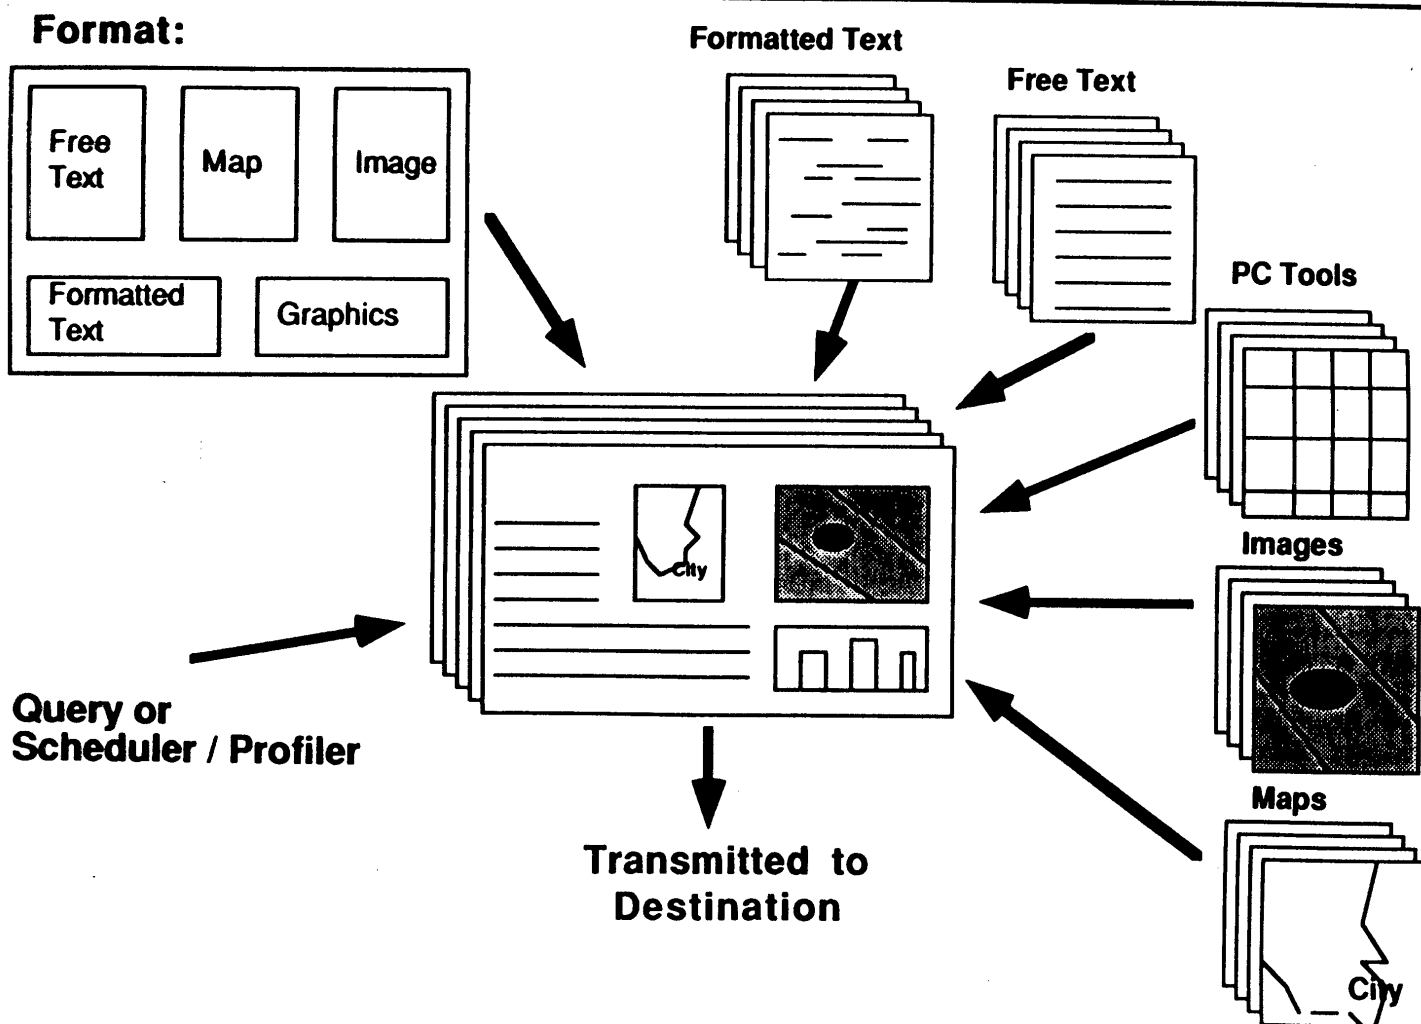 Format:
Free
Text
Map
Image
Formatted
Text
Graphics
Formatted Text
Free Text
PC Tools
Images
Maps
City
City
Query or
Scheduler / Profiler
Transmitted to
Destination